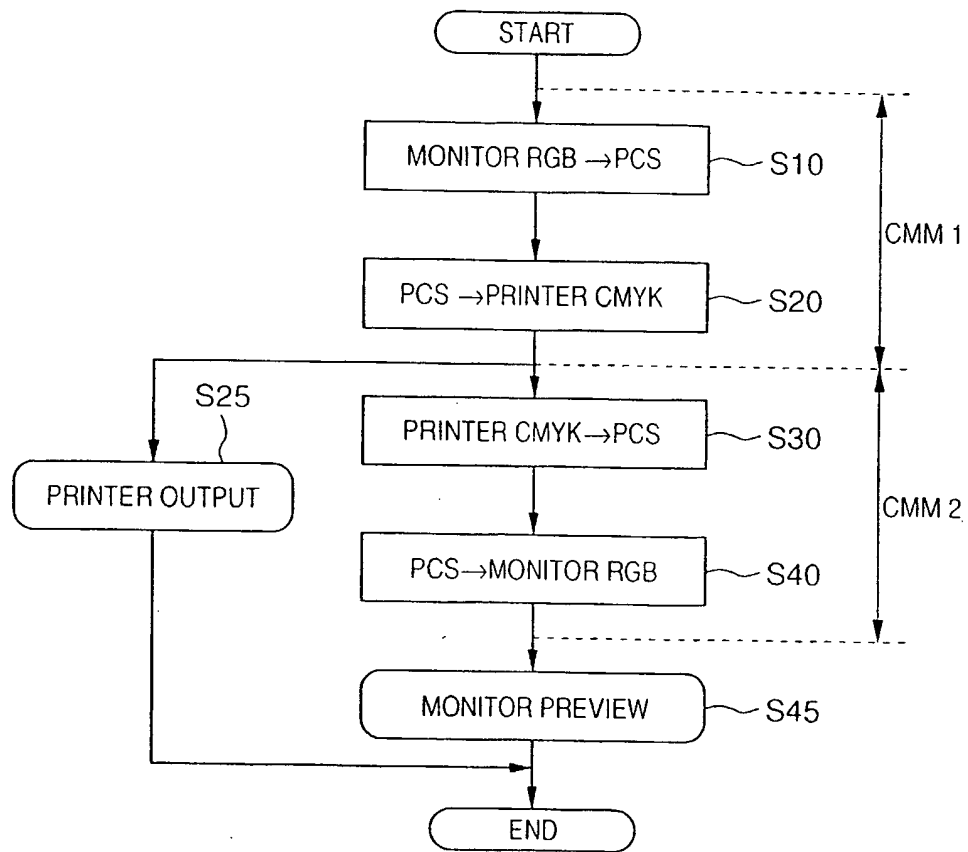 START
MONITOR RGB →PCS
S10
CMM 1
PCS →PRINTER CMYK
S20
S25
PRINTER CMYK→PCS
S30
PRINTER OUTPUT
CMM 2
PCS→MONITOR RGB
S40
MONITOR PREVIEW
S45
END